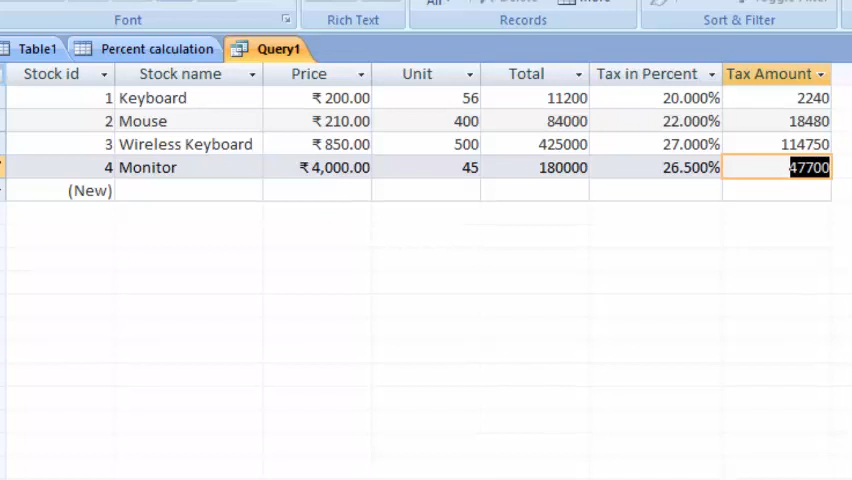 Font Rich Text Records Sort & Filter
Table1 Percent calculation Query1
Stock id Stock name Price Unit Total Tax in Percent Tax Amount
1 Keyboard ₹ 200.00 56 11200 20.000% 2240
2 Mouse ₹ 210.00 400 84000 22.000% 18480
3 Wireless Keyboard ₹ 850.00 500 425000 27.000% 114750
4 Monitor ₹ 4,000.00 45 180000 26.500% 47700
(New)